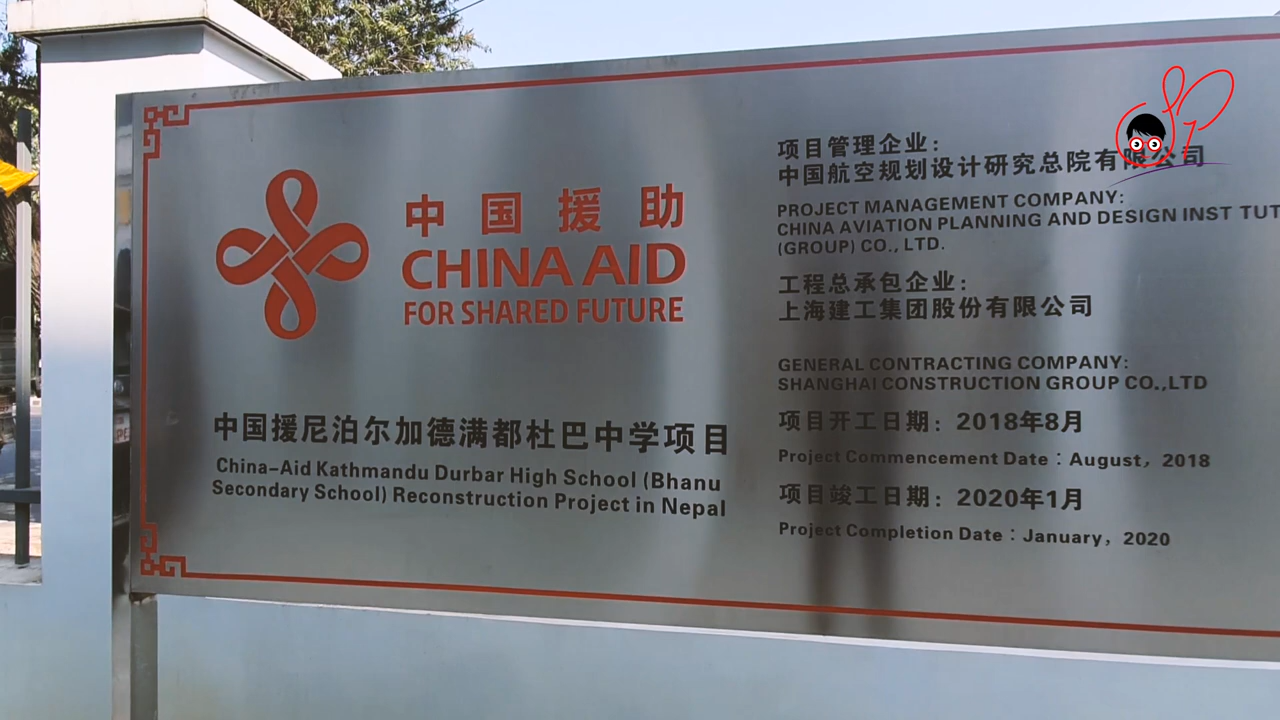 中国援助
CHINA AID
FOR SHARED FUTURE
中国援尼泊尔加德满都杜巴中学项目
China-Aid Kathmandu Durbar High School (Bhanu
Secondary School) Reconstruction Project in Nepal
项目管理企业:
中国航空规划设计研究总院有限公司
PROJECT MANAGEMENT COMPANY:
CHINA AVIATION PLANNING AND DESIGN INST TUT
(GROUP) CO., LTD.
工程总承包企业:
上海建工集团股份有限公司
GENERAL CONTRACTING COMPANY:
SHANGHAI CONSTRUCTION GROUP CO.,LTD
项目开工日期: 2018年8月
Project Commencement Date: August, 2018
项目竣工日期: 2020年1月
Project Completion Date: January, 2020